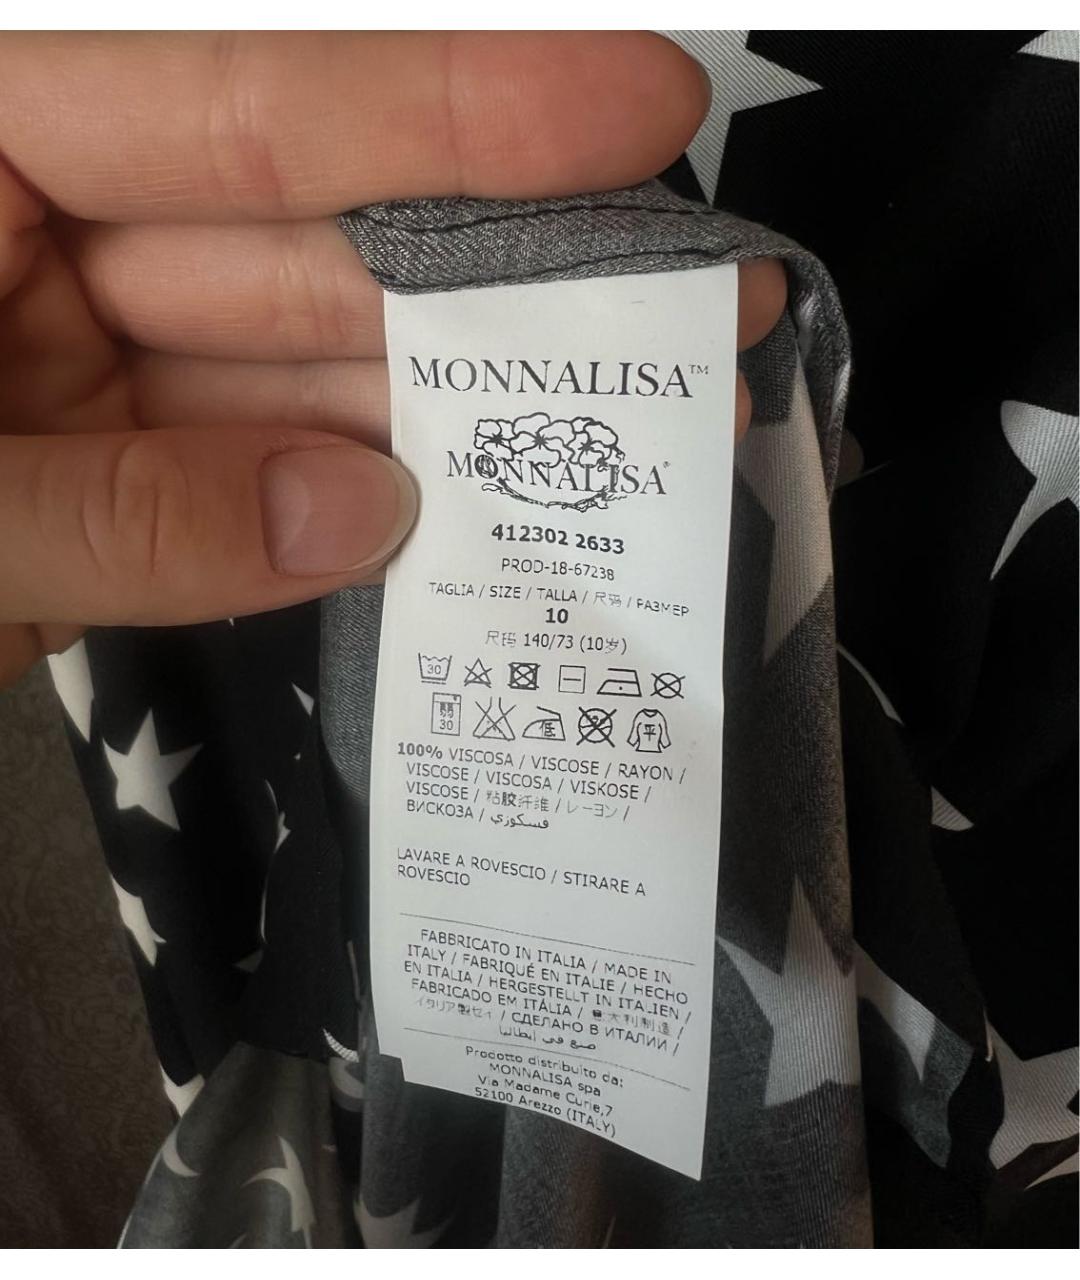 MONNALISA™
MONNALISA®
412302 2633
PROD-18-67238
TAGLIA / SIZE / TALLA / 尺码 / РАЗМЕР
10
尺码 140/73 (10岁)
30
30 低 平
100% VISCOSA / VISCOSE / RAYON /
VISCOSE / VISCOSA / VISKOSE /
VISCOSE / 粘胶纤维 / レーヨン /
ВИСКОЗА / فسكوزي
LAVARE A ROVESCIO / STIRARE A
ROVESCIO
FABBRICATO IN ITALIA / MADE IN
ITALY / FABRIQUÉ EN ITALIE / HECHO
EN ITALIA / HERGESTELLT IN ITALIEN /
FABRICADO EM ITÁLIA / 意大利制造 /
イタリア製 / СДЕЛАНО В ИТАЛИИ /
صنع في إيطاليا
Prodotto distribuito da:
MONNALISA spa
Via Madame Curie,7
52100 Arezzo (ITALY)